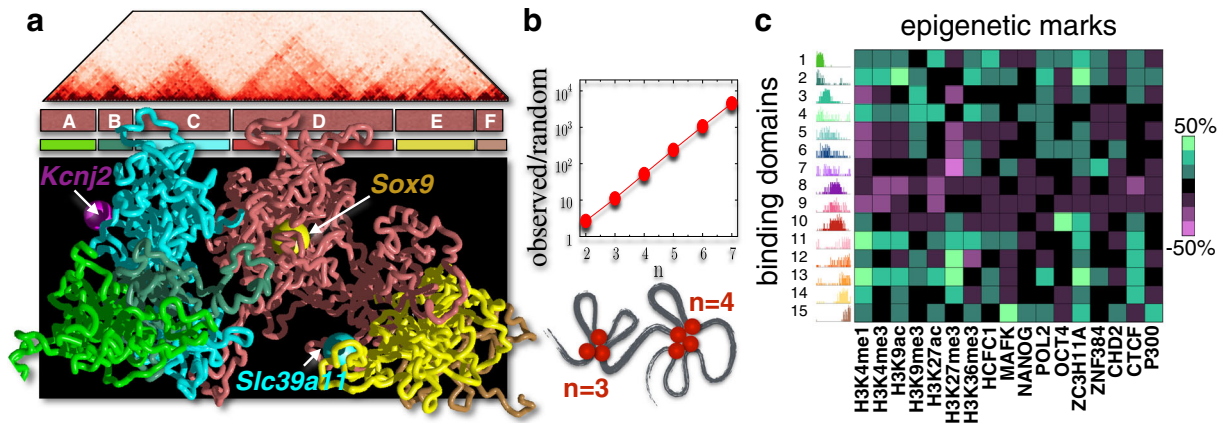 a
A B C D E F
Kcnj2
Sox9
Slc39a11
b
observed/random
10⁴
10³
10²
10
1
2 3 4 5 6 7
n
n=3
n=4
c
epigenetic marks
binding domains
1
2
3
4
5
6
7
8
9
10
11
12
13
14
15
50%
-50%
H3K4me1
H3K4me3
H3K9ac
H3K9me3
H3K27ac
H3K27me3
H3K36me3
HCFC1
MAFK
NANOG
POL2
OCT4
ZC3H11A
ZNF384
CHD2
CTCF
P300